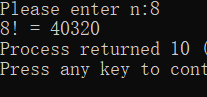 Please enter n:8
8! = 40320
Process returned 10 (
Press any key to cont